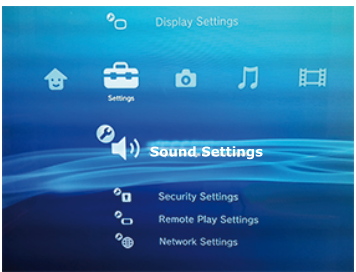 Display Settings
Settings
Sound Settings
Security Settings
Remote Play Settings
Network Settings